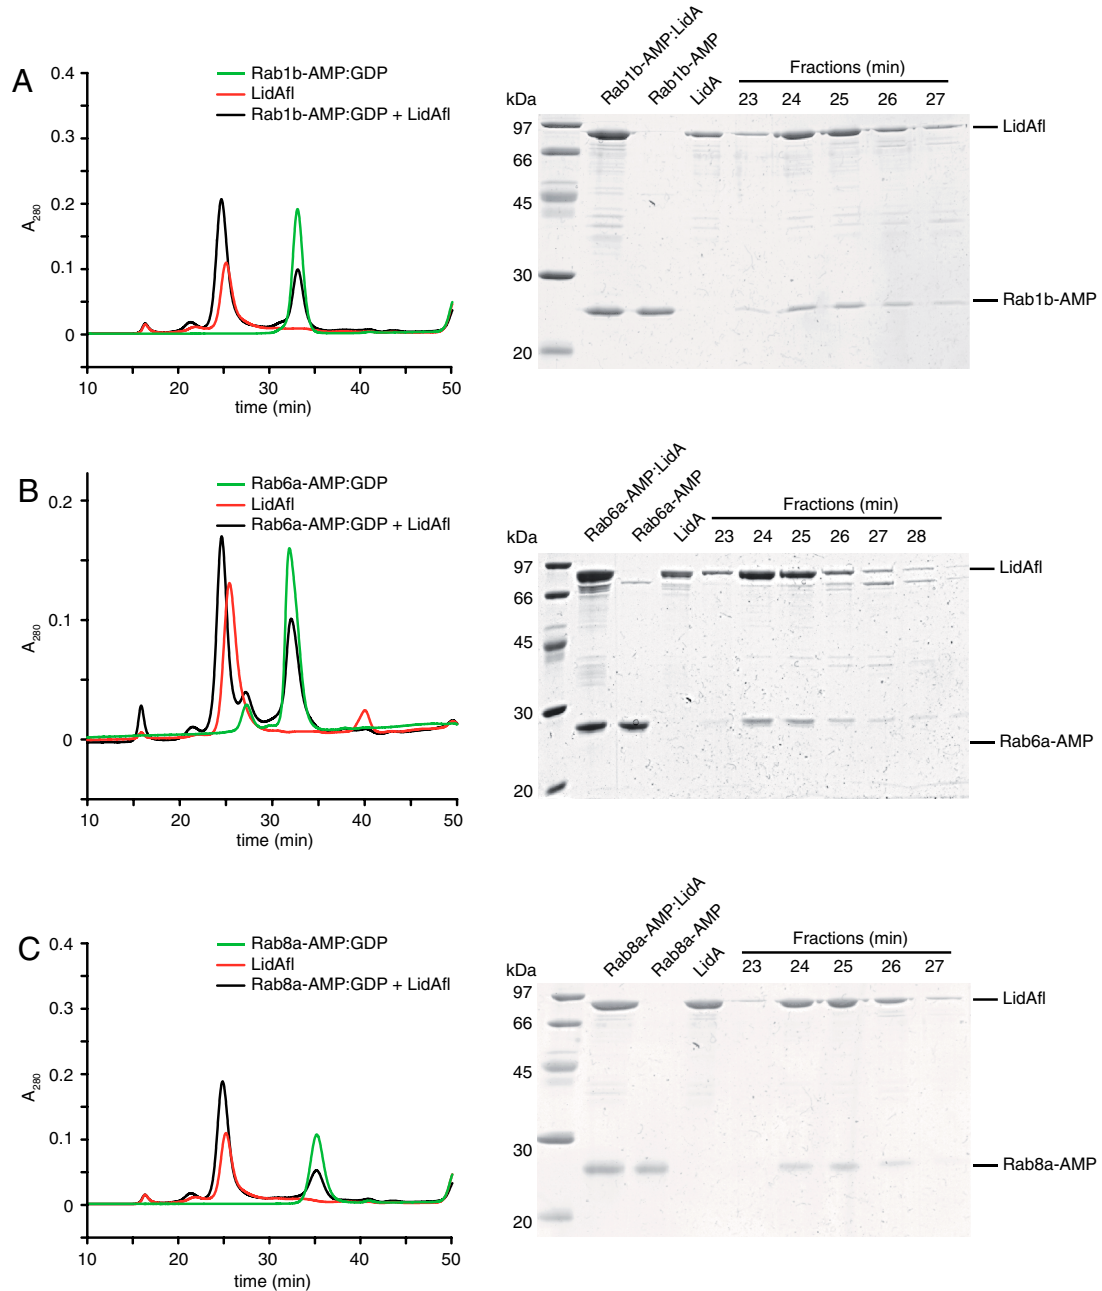 A
Rab1b-AMP:GDP
LidAfl
Rab1b-AMP:GDP + LidAfl
0.4
0.3
0.2
0.1
0
A280
10 20 30 40 50
time (min)
Rab1b-AMP:LidA
Rab1b-AMP
LidA
Fractions (min)
23 24 25 26 27
kDa
97
66
45
30
20
LidAfl
Rab1b-AMP
B
Rab6a-AMP:GDP
LidAfl
Rab6a-AMP:GDP + LidAfl
0.2
0.1
0
A280
10 20 30 40 50
time (min)
Rab6a-AMP:LidA
Rab6a-AMP
LidA
Fractions (min)
23 24 25 26 27 28
kDa
97
66
45
30
20
LidAfl
Rab6a-AMP
C
Rab8a-AMP:GDP
LidAfl
Rab8a-AMP:GDP + LidAfl
0.4
0.3
0.2
0.1
0
A280
10 20 30 40 50
time (min)
Rab8a-AMP:LidA
Rab8a-AMP
LidA
Fractions (min)
23 24 25 26 27
kDa
97
66
45
30
20
LidAfl
Rab8a-AMP